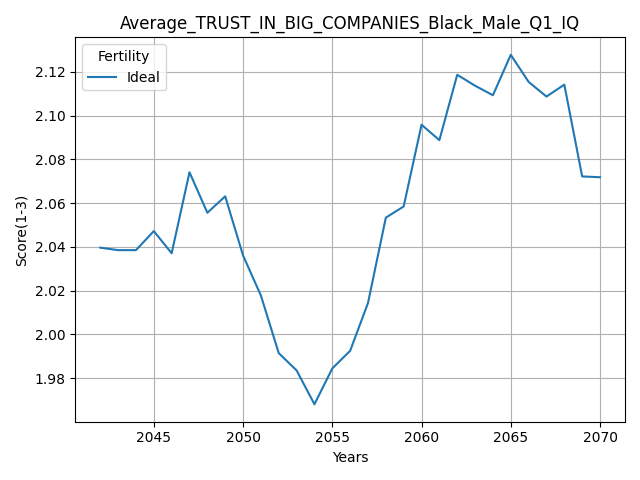 Average_TRUST_IN_BIG_COMPANIES_Black_Male_Q1_IQ
Fertility
Ideal
Score(1-3)
2.12
2.10
2.08
2.06
2.04
2.02
2.00
1.98
2045 2050 2055 2060 2065 2070
Years